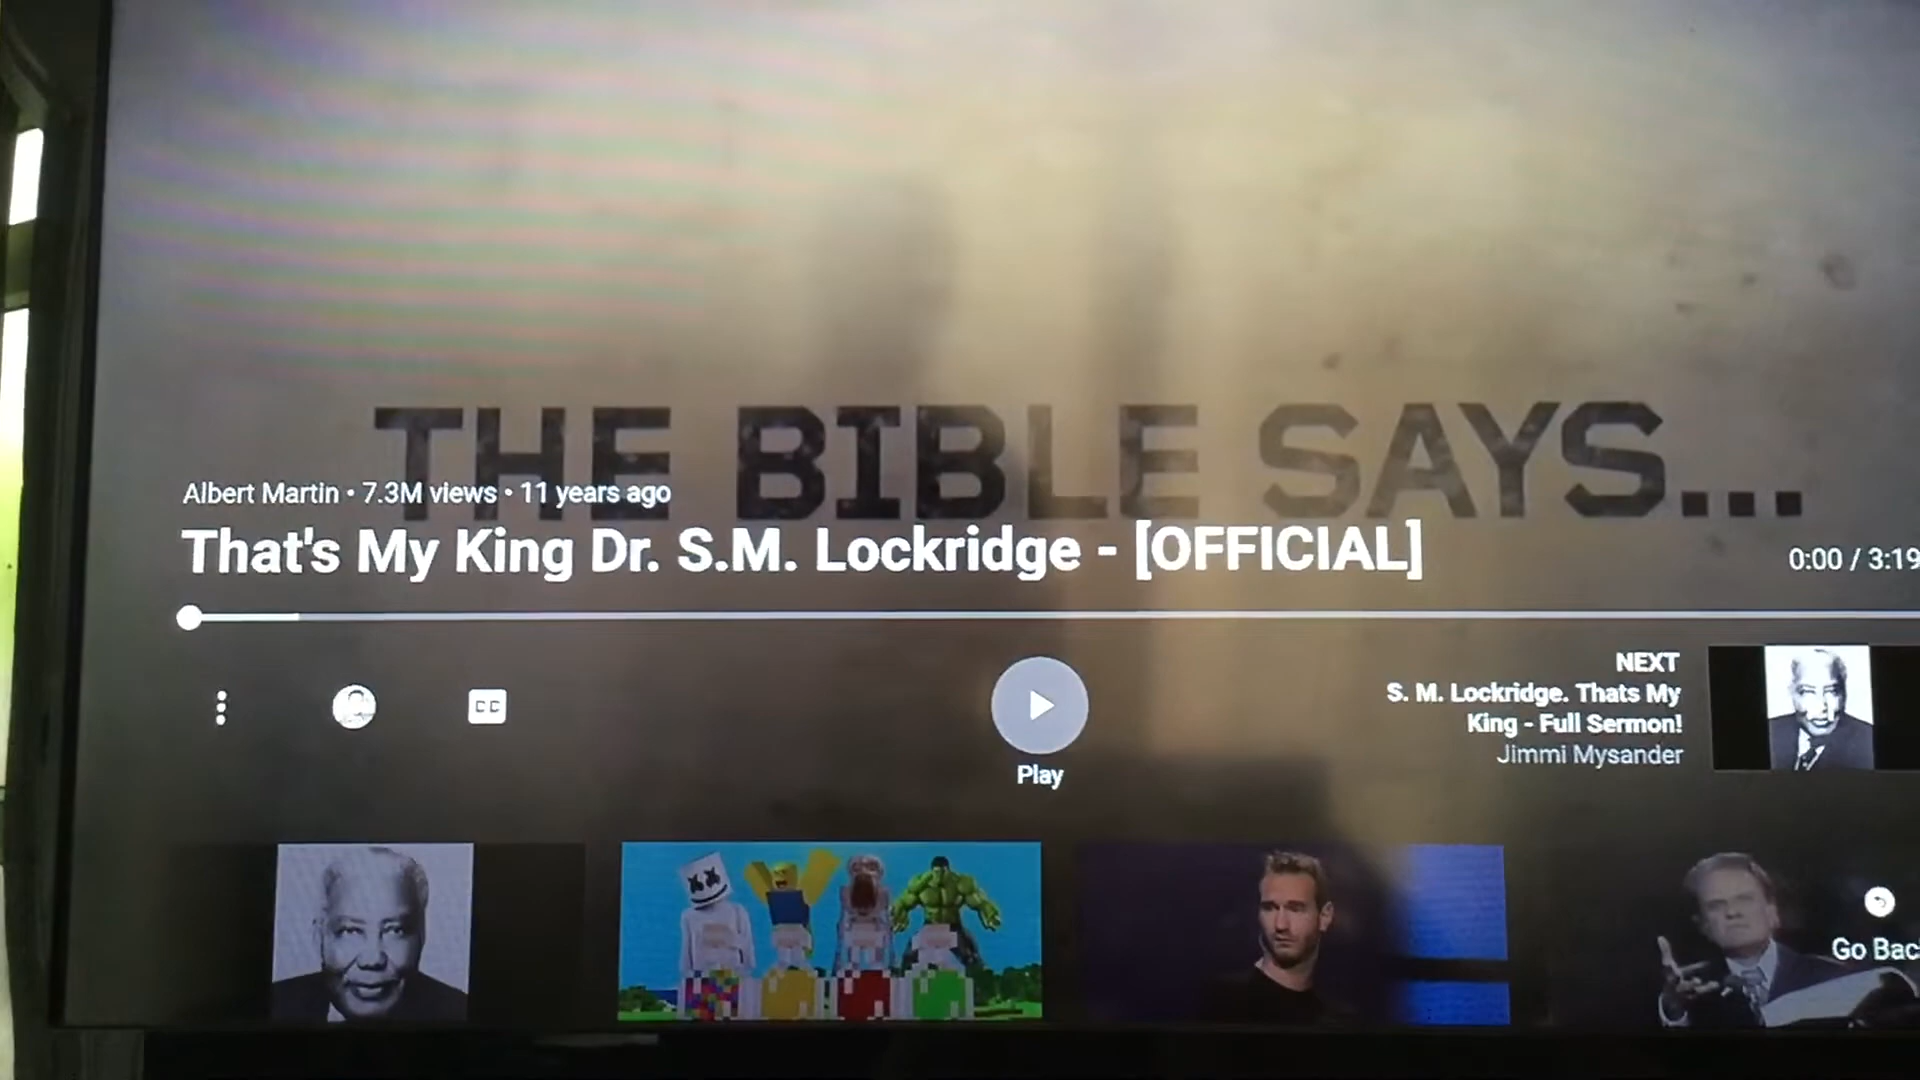 THE BIBLE SAYS...
Albert Martin • 7.3M views • 11 years ago
That's My King Dr. S.M. Lockridge - [OFFICIAL]
0:00 / 3:19
CC
Play
NEXT
S. M. Lockridge. Thats My
King - Full Sermon!
Jimmi Mysander
Go Bac